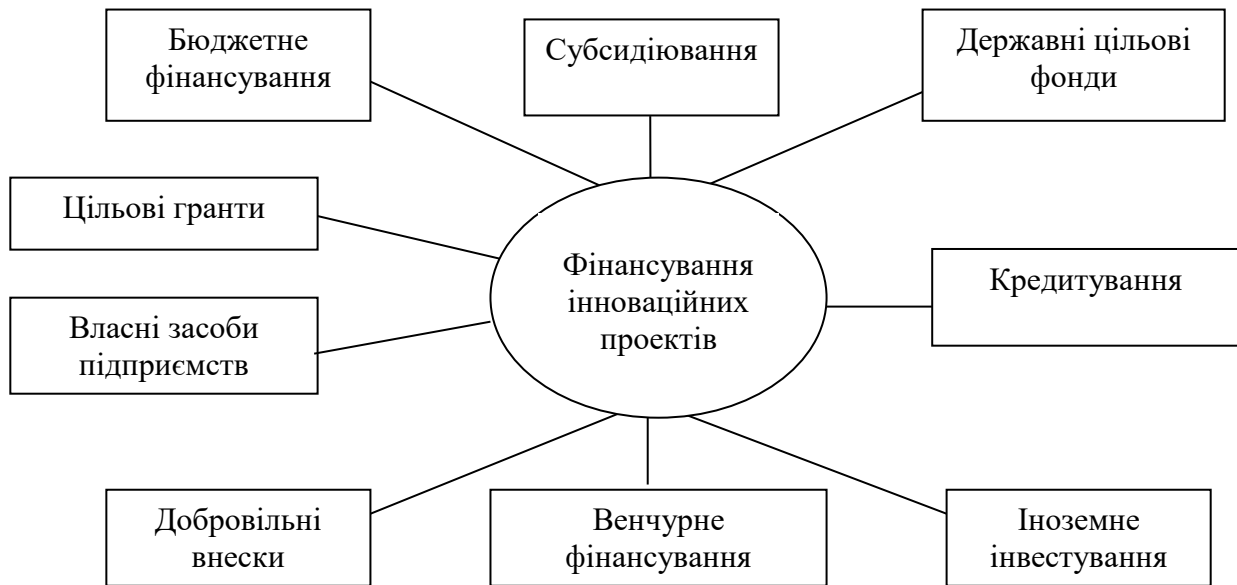 Бюджетне
фінансування
Субсидіювання
Державні цільові
фонди
Цільові гранти
Фінансування
інноваційних
проектів
Кредитування
Власні засоби
підприємств
Добровільні
внески
Венчурне
фінансування
Іноземне
інвестування